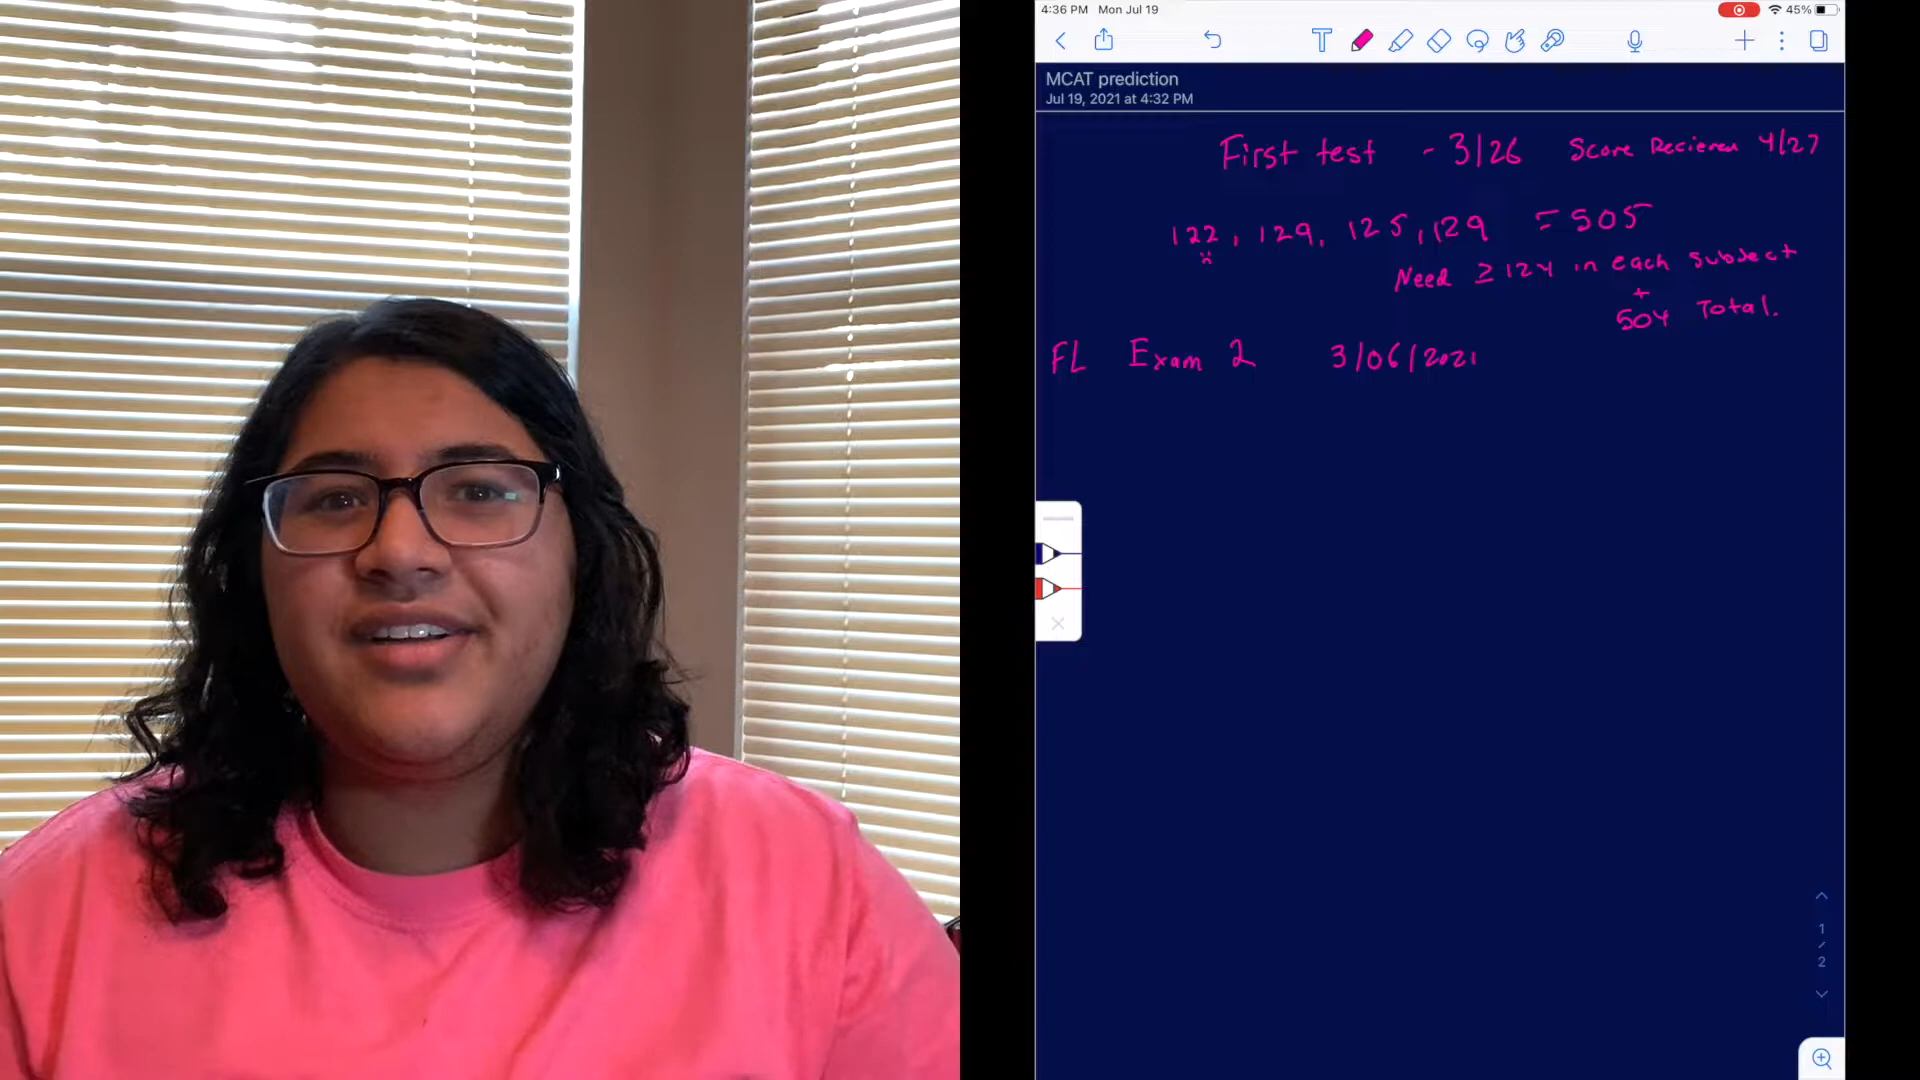 4:36 PM Mon Jul 19
45%
MCAT prediction
Jul 19, 2021 at 4:32 PM
First test - 3/26 Score Recieved 4/27
122, 129, 125, 129 = 505
Need ≥ 124 in each subject
+
504 Total.
FL Exam 2 3/06/2021
1
/
2